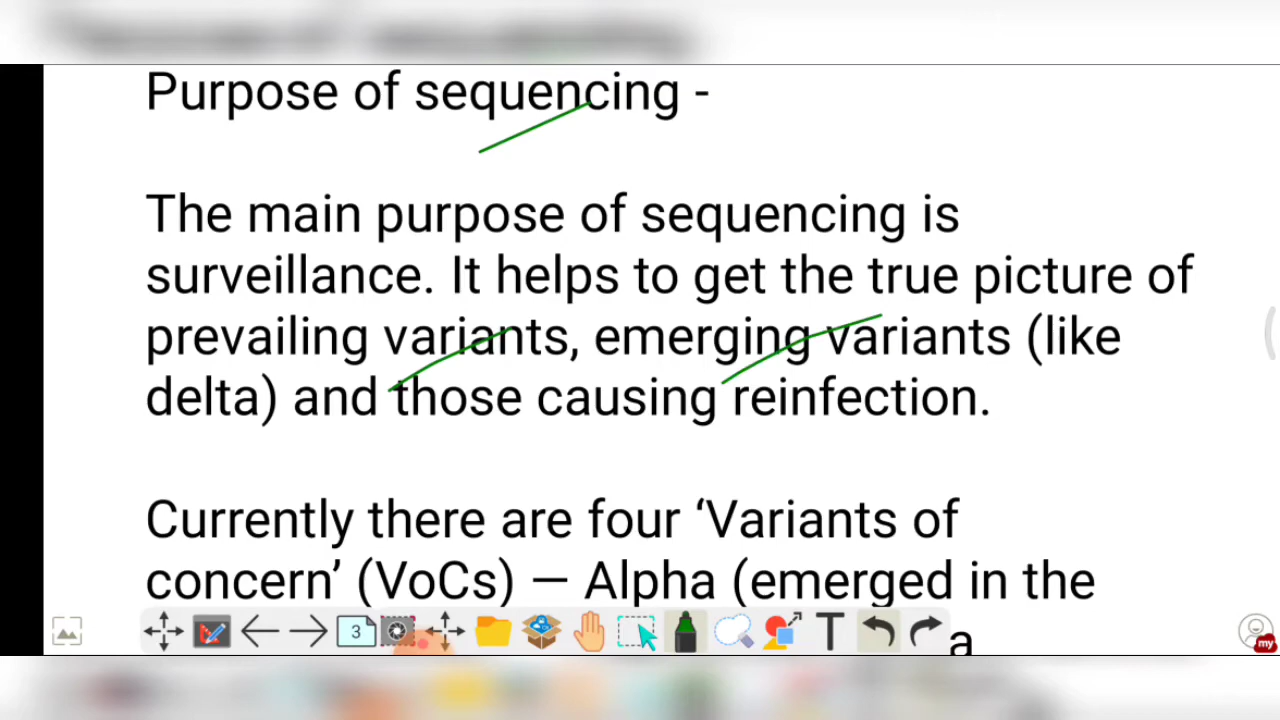 Purpose of sequencing -
The main purpose of sequencing is
surveillance. It helps to get the true picture of
prevailing variants, emerging variants (like
delta) and those causing reinfection.
Currently there are four ‘Variants of
concern’ (VoCs) — Alpha (emerged in the
a
3
T
my